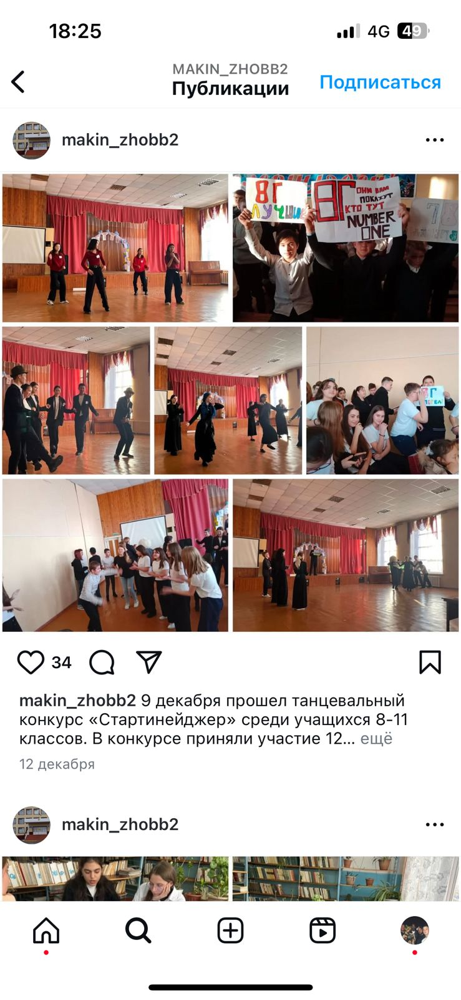 18:25
4G 49
MAKIN_ZHOBB2
Публикации
Подписаться
makin_zhobb2
8Г
ЛУЧШИЕ
8Г
ОНИ ВАМ
ПОКАЖУТ
КТО ТУТ
NUMBER
ONE
34
makin_zhobb2 9 декабря прошел танцевальный
конкурс «Стартинейджер» среди учащихся 8-11
классов. В конкурсе приняли участие 12... ещё
12 декабря
makin_zhobb2